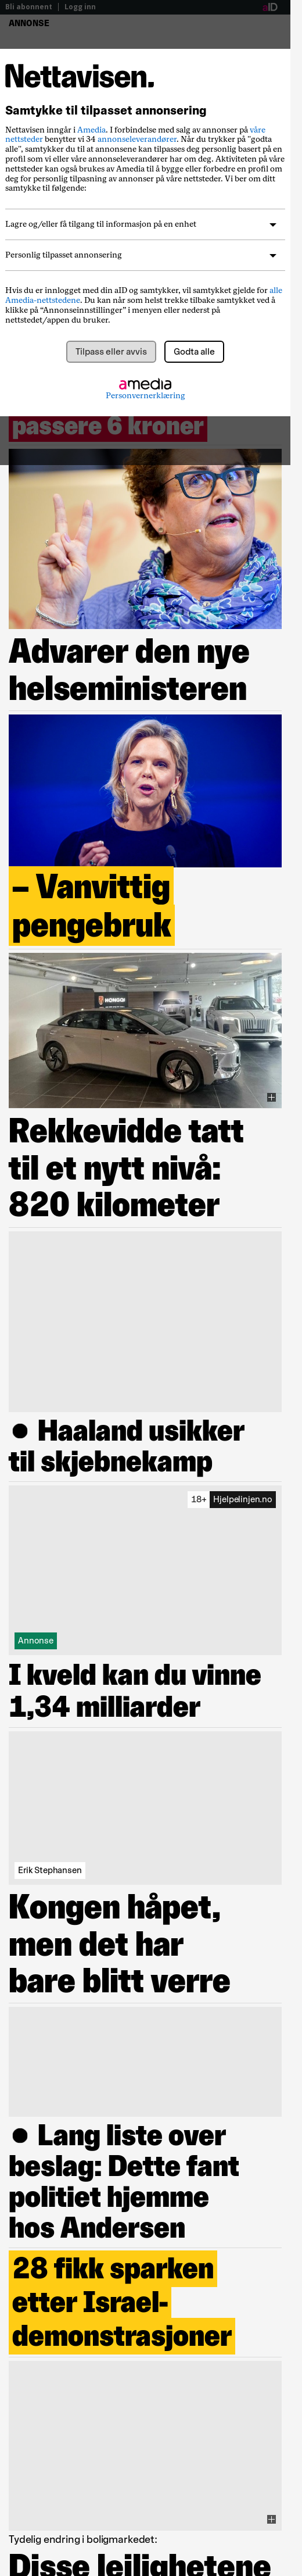 Bli abonnent | Logg inn
aID
ANNONSE
Nettavisen.
Samtykke til tilpasset annonsering
Nettavisen inngår i Amedia. I forbindelse med salg av annonser på våre
nettsteder benytter vi 34 annonseleverandører. Når du trykker på "godta
alle", samtykker du til at annonsene kan tilpasses deg personlig basert på en
profil som vi eller våre annonseleverandører har om deg. Aktiviteten på våre
nettsteder kan også brukes av Amedia til å bygge eller forbedre en profil om
deg for personlig tilpasning av annonser på våre nettsteder. Vi ber om ditt
samtykke til følgende:
Lagre og/eller få tilgang til informasjon på en enhet
Personlig tilpasset annonsering
Hvis du er innlogget med din aID og samtykker, vil samtykket gjelde for alle
Amedia-nettstedene. Du kan når som helst trekke tilbake samtykket ved å
klikke på “Annonseinnstillinger” i menyen eller nederst på
nettstedet/appen du bruker.
Tilpass eller avvis
Godta alle
amedia
Personvernerklæring
passere 6 kroner
Advarer den nye
helseministeren
– Vanvittig
pengebruk
HONGQI
Rekkevidde tatt
til et nytt nivå:
820 kilometer
● Haaland usikker
til skjebnekamp
18+ Hjelpelinjen.no
Annonse
I kveld kan du vinne
1,34 milliarder
Erik Stephansen
Kongen håpet,
men det har
bare blitt verre
● Lang liste over
beslag: Dette fant
politiet hjemme
hos Andersen
28 fikk sparken
etter Israel-
demonstrasjoner
Tydelig endring i boligmarkedet:
Disse leilighetene